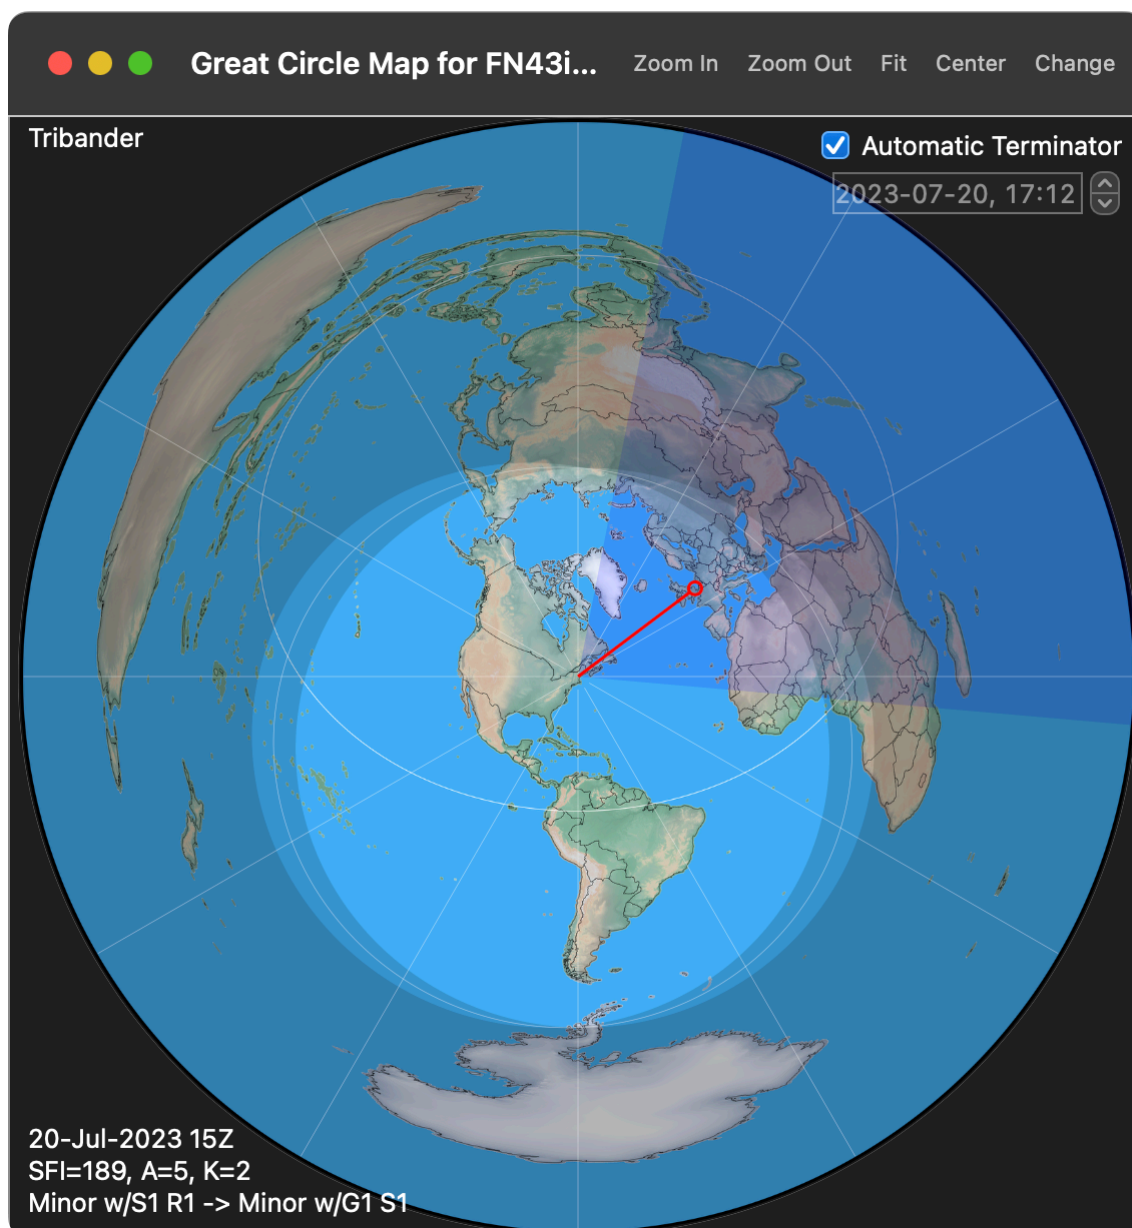 Great Circle Map for FN43i...
Zoom In
Zoom Out
Fit
Center
Change
Tribander
Automatic Terminator
2023-07-20, 17:12
20-Jul-2023 15Z
SFI=189, A=5, K=2
Minor w/S1 R1 -> Minor w/G1 S1